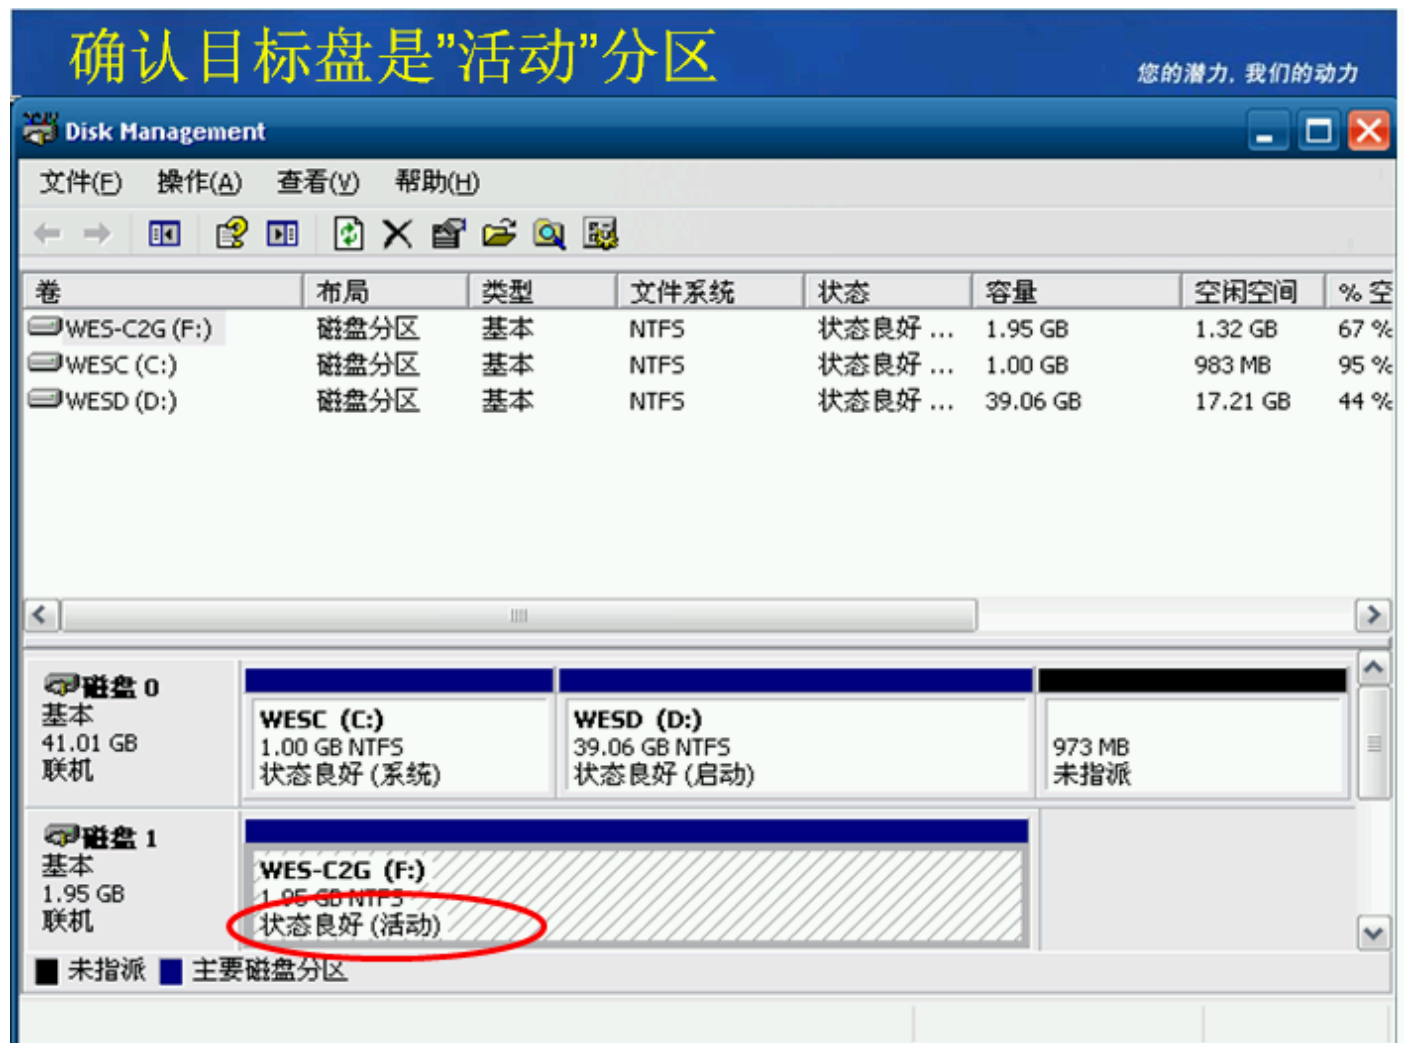 确认目标盘是”活动”分区
您的潜力, 我们的动力
Disk Management
文件(F) 操作(A) 查看(V) 帮助(H)
卷 布局 类型 文件系统 状态 容量 空闲空间 % 空
WES-C2G (F:) 磁盘分区 基本 NTFS 状态良好 ... 1.95 GB 1.32 GB 67 %
WESC (C:) 磁盘分区 基本 NTFS 状态良好 ... 1.00 GB 983 MB 95 %
WESD (D:) 磁盘分区 基本 NTFS 状态良好 ... 39.06 GB 17.21 GB 44 %
磁盘 0
基本
41.01 GB
联机
WESC (C:)
1.00 GB NTFS
状态良好 (系统)
WESD (D:)
39.06 GB NTFS
状态良好 (启动)
973 MB
未指派
磁盘 1
基本
1.95 GB
联机
WES-C2G (F:)
1.95 GB NTFS
状态良好 (活动)
未指派 主要磁盘分区